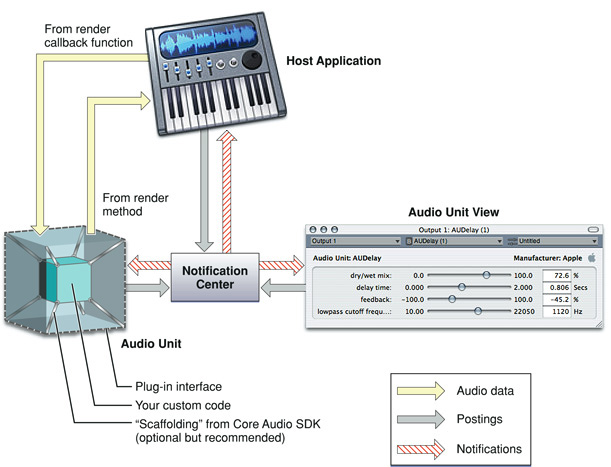 From render
callback function
Host Application
From render
method
Audio Unit View
Output 1: AUDelay (1)
Output 1 AUDelay (1) Untitled
Audio Unit: AUDelay Manufacturer: Apple
dry/wet mix: 0.0 100.0 72.6 %
delay time: 0.000 2.000 0.806 Secs
feedback: -100.0 100.0 -45.2 %
lowpass cutoff frequ...: 10.00 22050 1120 Hz
Notification
Center
Audio Unit
Plug-in interface
Your custom code
“Scaffolding” from Core Audio SDK
(optional but recommended)
Audio data
Postings
Notifications